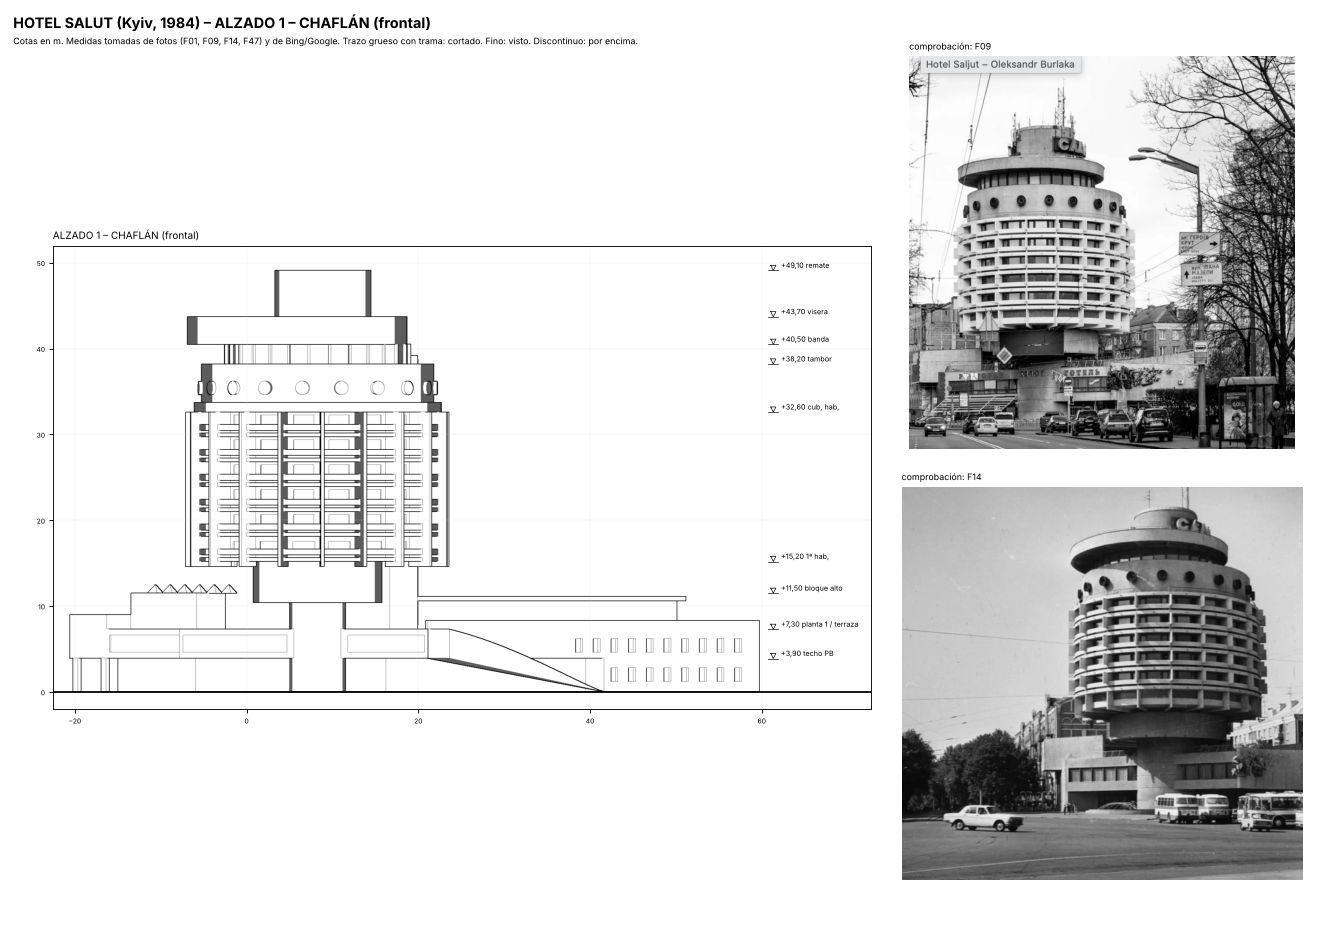 HOTEL SALUT (Kyiv, 1984) – ALZADO 1 – CHAFLÁN (frontal)
Cotas en m. Medidas tomadas de fotos (F01, F09, F14, F47) y de Bing/Google. Trazo grueso con trama: cortado. Fino: visto. Discontinuo: por encima.
ALZADO 1 – CHAFLÁN (frontal)
50
40
30
20
10
0
−20
0
20
40
60
+49,10 remate
+43,70 visera
+40,50 banda
+38,20 tambor
+32,60 cub, hab,
+15,20 1ª hab,
+11,50 bloque alto
+7,30 planta 1 / terraza
+3,90 techo PB
comprobación: F09
Hotel Saljut – Oleksandr Burlaka
ГОТЕЛЬ
comprobación: F14